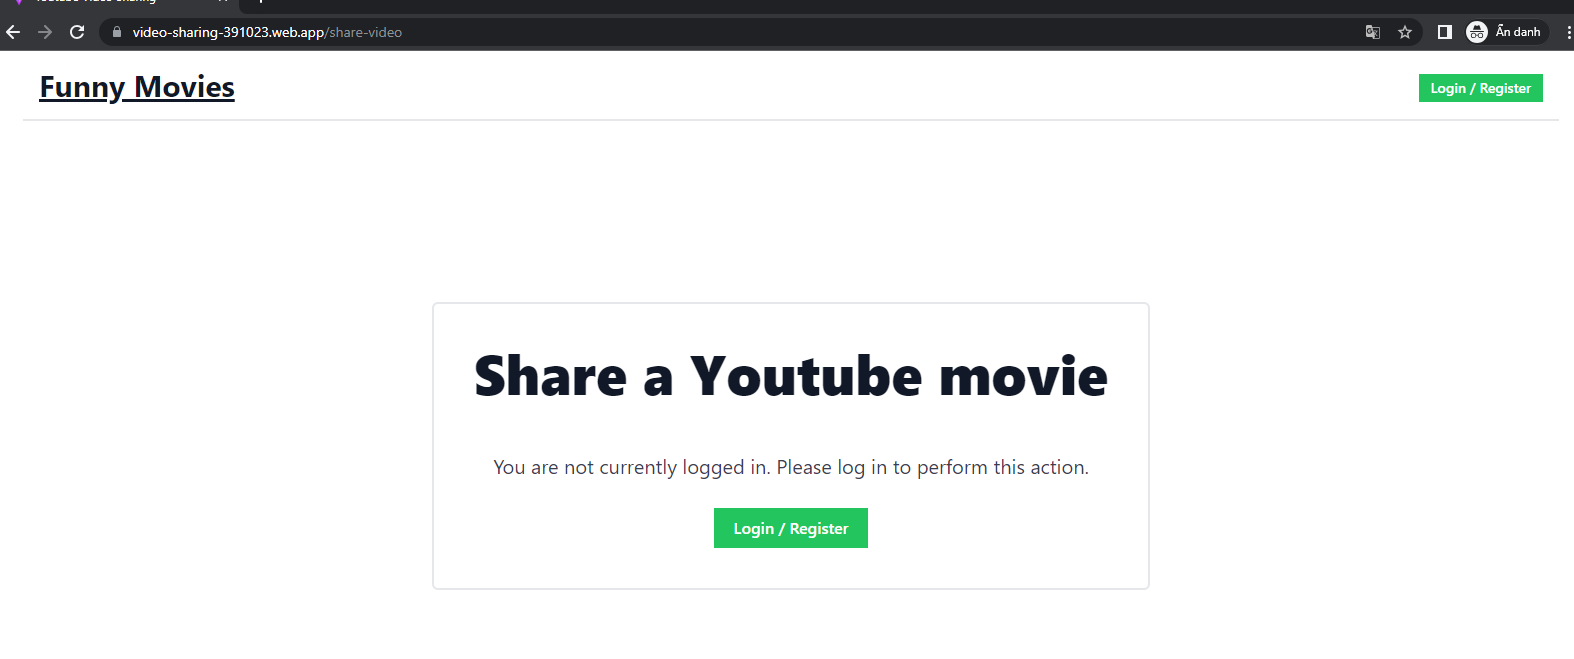 video-sharing-391023.web.app/share-video
Ẩn danh
Funny Movies
Login / Register
Share a Youtube movie
You are not currently logged in. Please log in to perform this action.
Login / Register